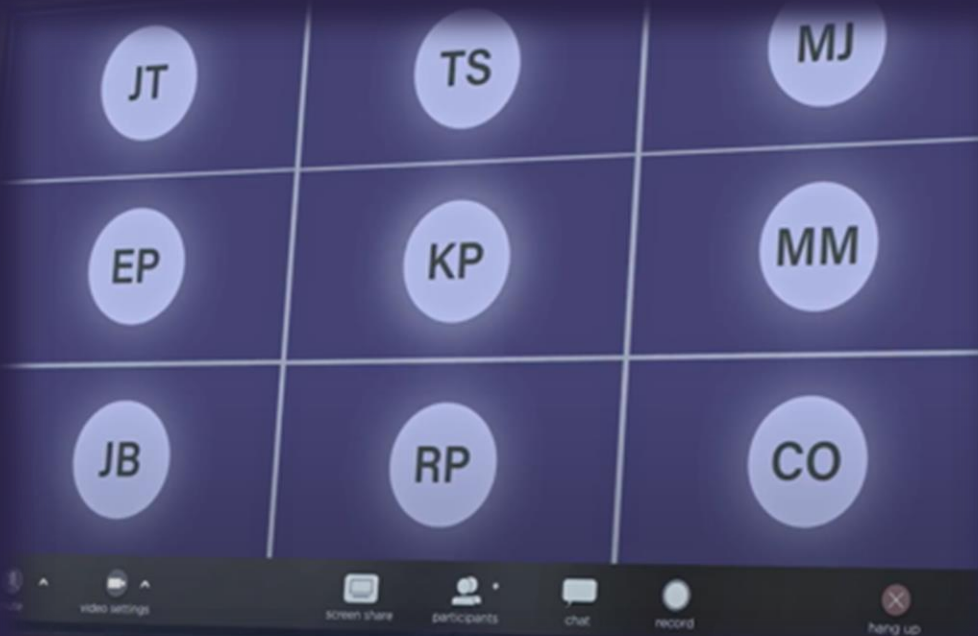 JT TS MJ
EP KP MM
JB RP CO
video settings screen share participants chat record hang up